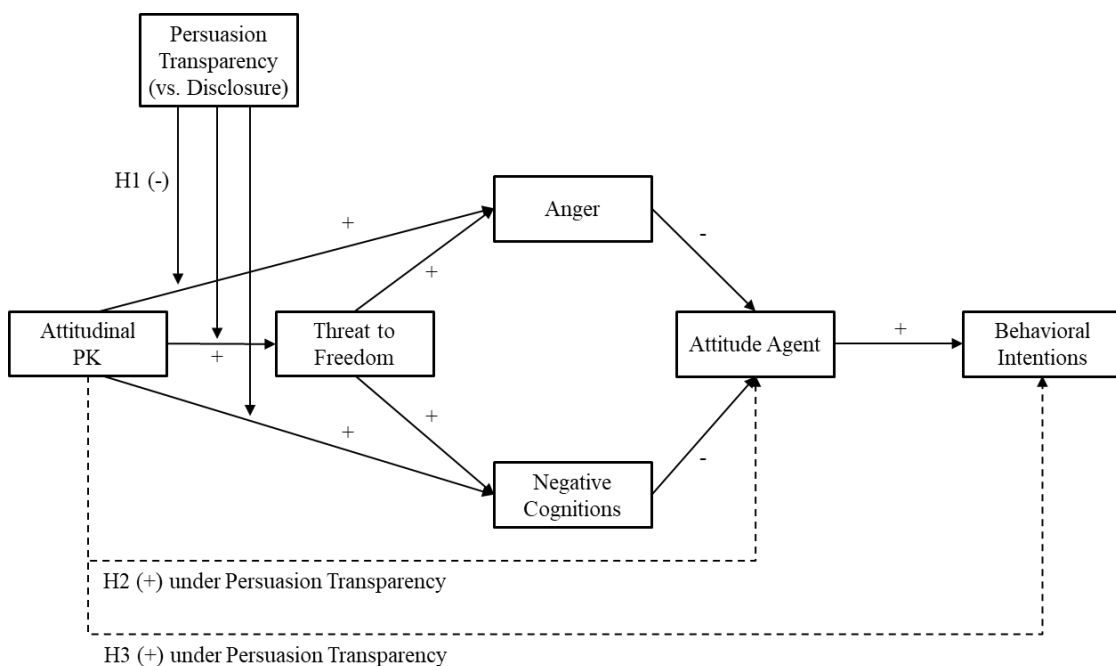 Persuasion
Transparency
(vs. Disclosure)
H1 (-)
Anger
+
-
+
Attitudinal
PK
+
Threat to
Freedom
Attitude Agent
+
Behavioral
Intentions
+
+
-
Negative
Cognitions
H2 (+) under Persuasion Transparency
H3 (+) under Persuasion Transparency